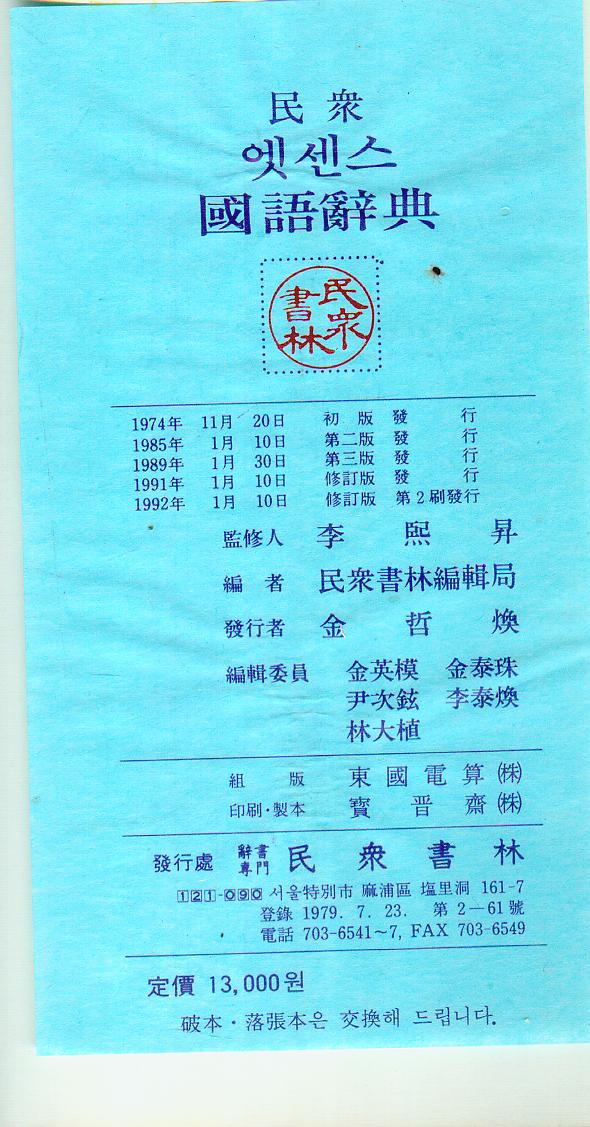 民衆
엣센스
國語辭典
民衆書林
1974年 11月 20日 初版 發行
1985年 1月 10日 第二版 發行
1989年 1月 30日 第三版 發行
1991年 1月 10日 修訂版 發行
1992年 1月 10日 修訂版 第2刷發行
監修人 李熙昇
編者 民衆書林編輯局
發行者 金哲煥
編輯委員 金英模 金泰珠
尹次鉉 李泰煥
林大植
組版 東國電算㈱
印刷·製本 寶晋齋㈱
發行處 辭書專門 民衆書林
121-090 서울特別市 麻浦區 塩里洞 161-7
登錄 1979. 7. 23. 第2—61號
電話 703-6541~7, FAX 703-6549
定價 13,000원
破本·落張本은 交換해 드립니다.